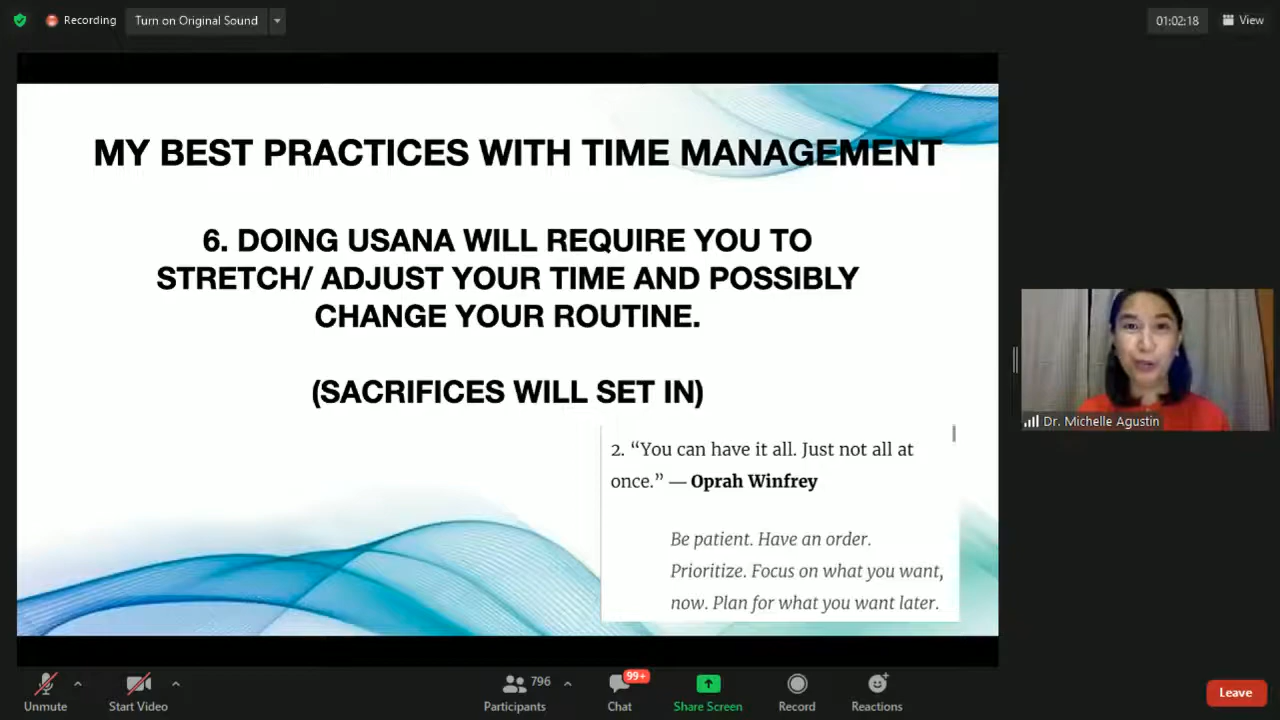 Recording
Turn on Original Sound
01:02:18
View
MY BEST PRACTICES WITH TIME MANAGEMENT
6. DOING USANA WILL REQUIRE YOU TO
STRETCH/ ADJUST YOUR TIME AND POSSIBLY
CHANGE YOUR ROUTINE.
(SACRIFICES WILL SET IN)
2. “You can have it all. Just not all at
once.” — Oprah Winfrey
Be patient. Have an order.
Prioritize. Focus on what you want,
now. Plan for what you want later.
Dr. Michelle Agustin
Unmute
Start Video
796
Participants
99+
Chat
Share Screen
Record
Reactions
Leave